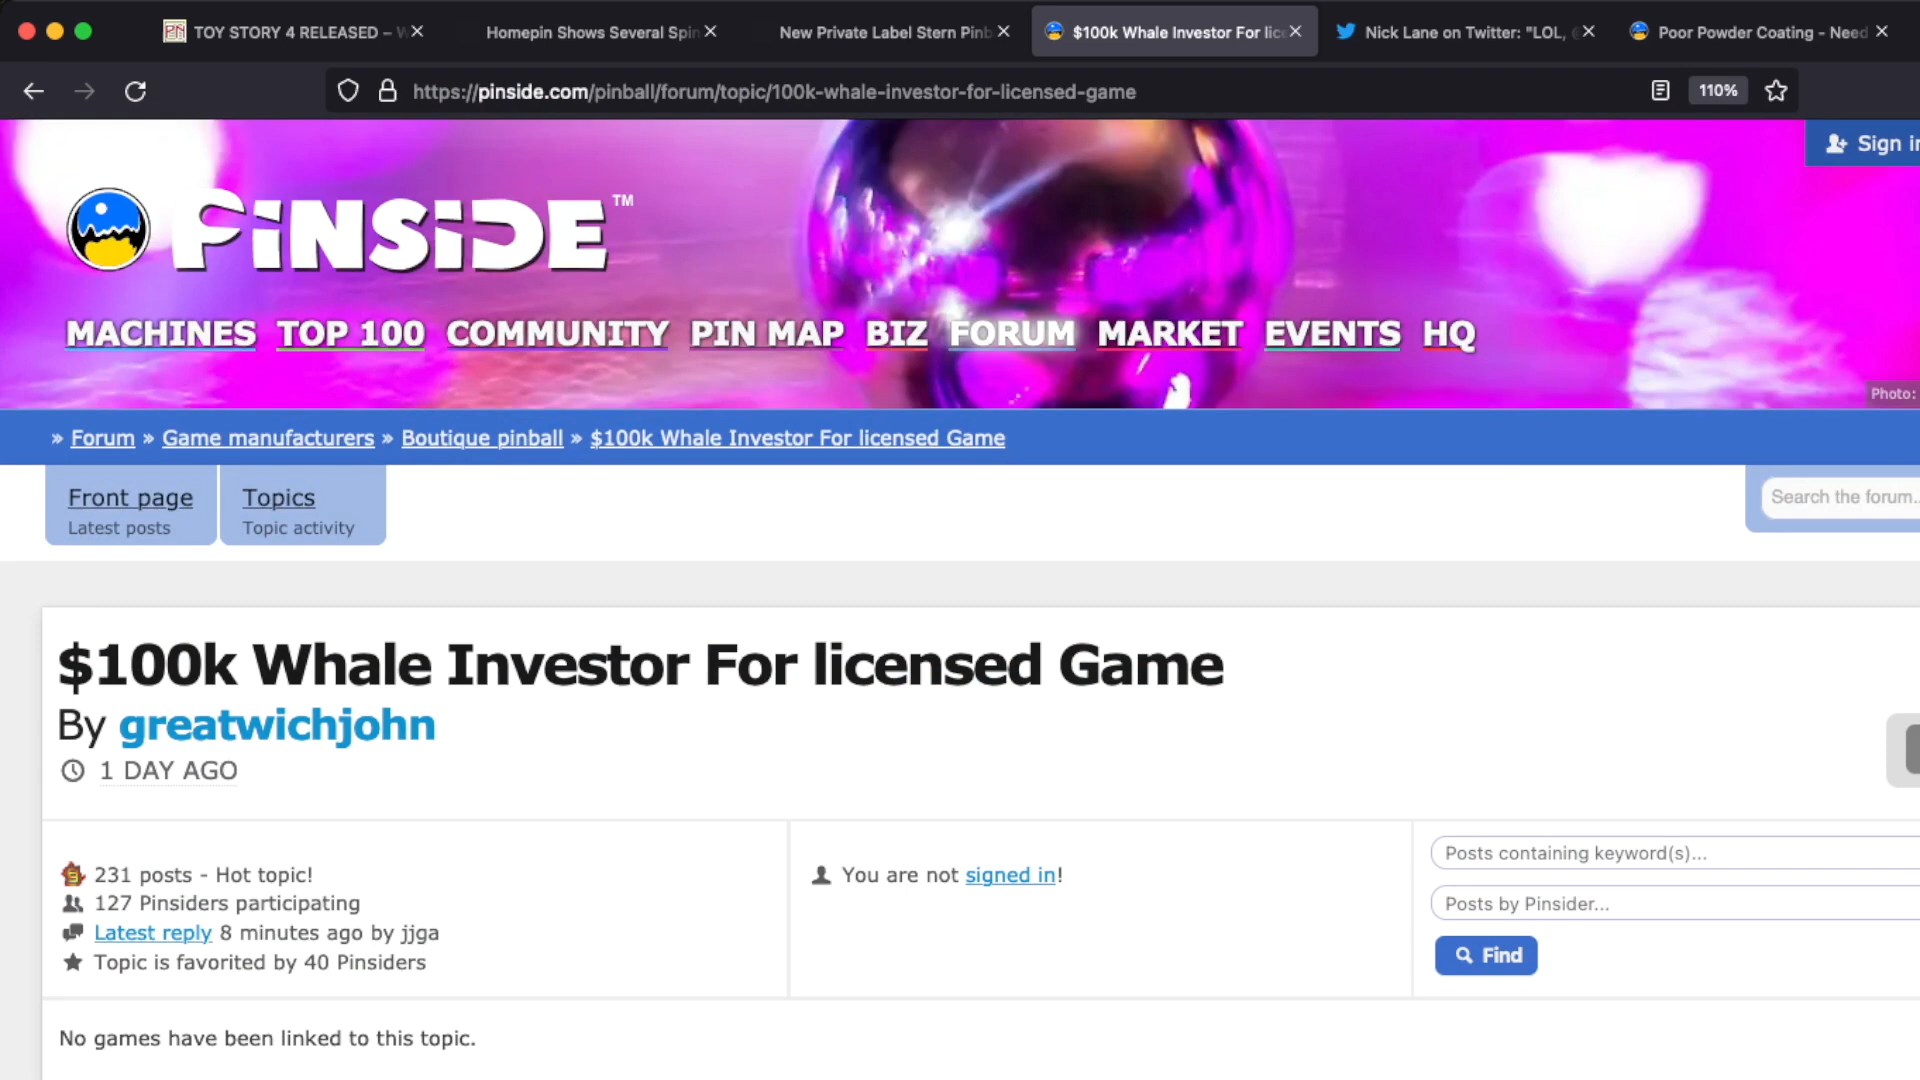 TOY STORY 4 RELEASED –
Homepin Shows Several Spin
New Private Label Stern Pinb
$100k Whale Investor For lice
Nick Lane on Twitter: "LOL,
Poor Powder Coating - Need
https://pinside.com/pinball/forum/topic/100k-whale-investor-for-licensed-game
110%
Sign in
PINSIDE™
MACHINES TOP 100 COMMUNITY PIN MAP BIZ FORUM MARKET EVENTS HQ
Photo:
» Forum » Game manufacturers » Boutique pinball » $100k Whale Investor For licensed Game
Front page
Latest posts
Topics
Topic activity
Search the forum..
$100k Whale Investor For licensed Game
By greatwichjohn
1 DAY AGO
231 posts - Hot topic!
127 Pinsiders participating
Latest reply 8 minutes ago by jjga
Topic is favorited by 40 Pinsiders
You are not signed in!
Posts containing keyword(s)...
Posts by Pinsider...
Find
No games have been linked to this topic.